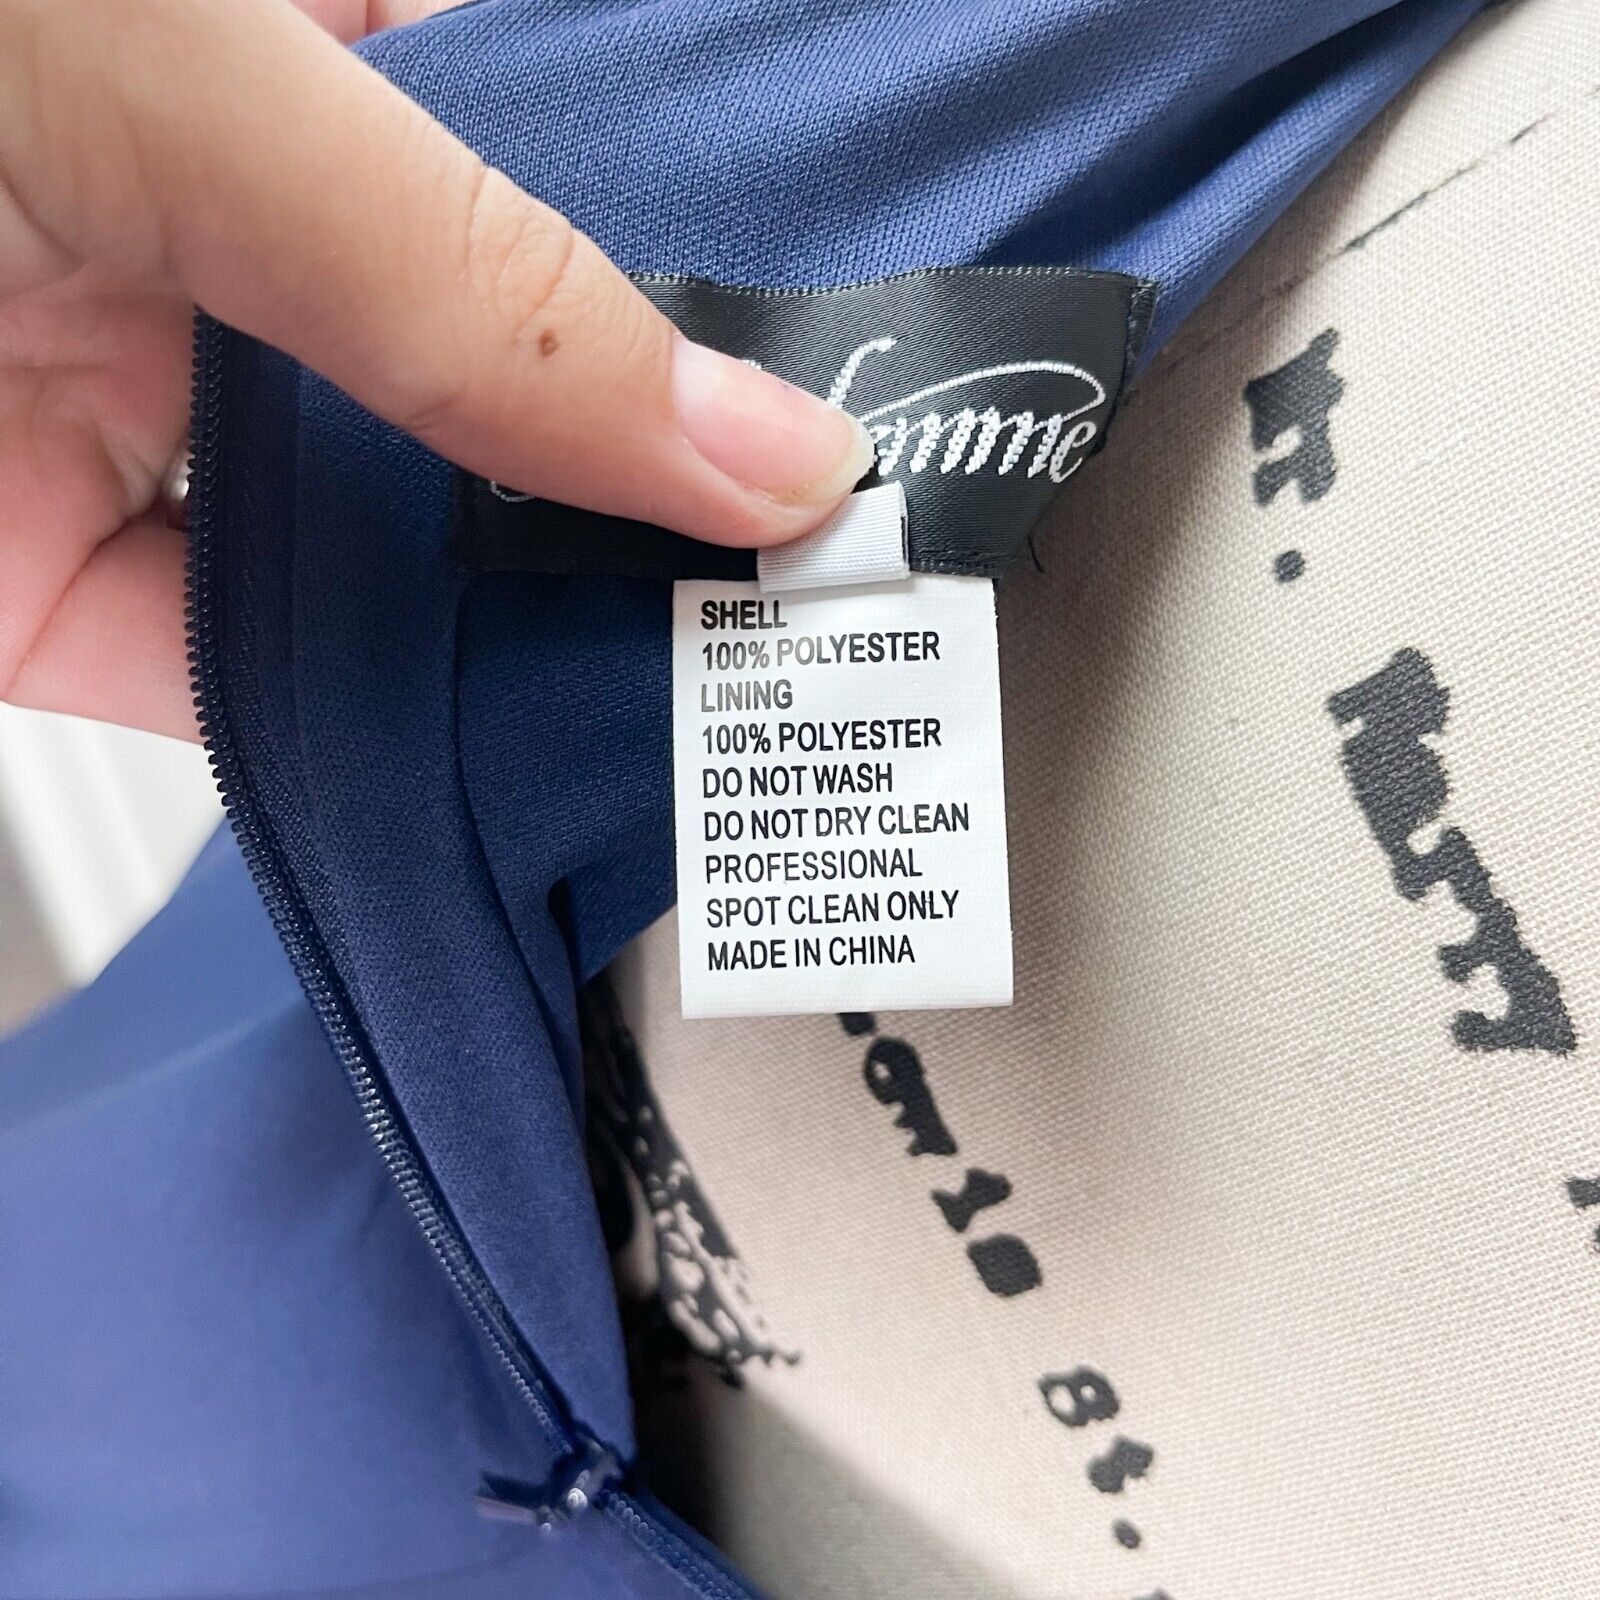 SHELL
100% POLYESTER
LINING
100% POLYESTER
DO NOT WASH
DO NOT DRY CLEAN
PROFESSIONAL
SPOT CLEAN ONLY
MADE IN CHINA